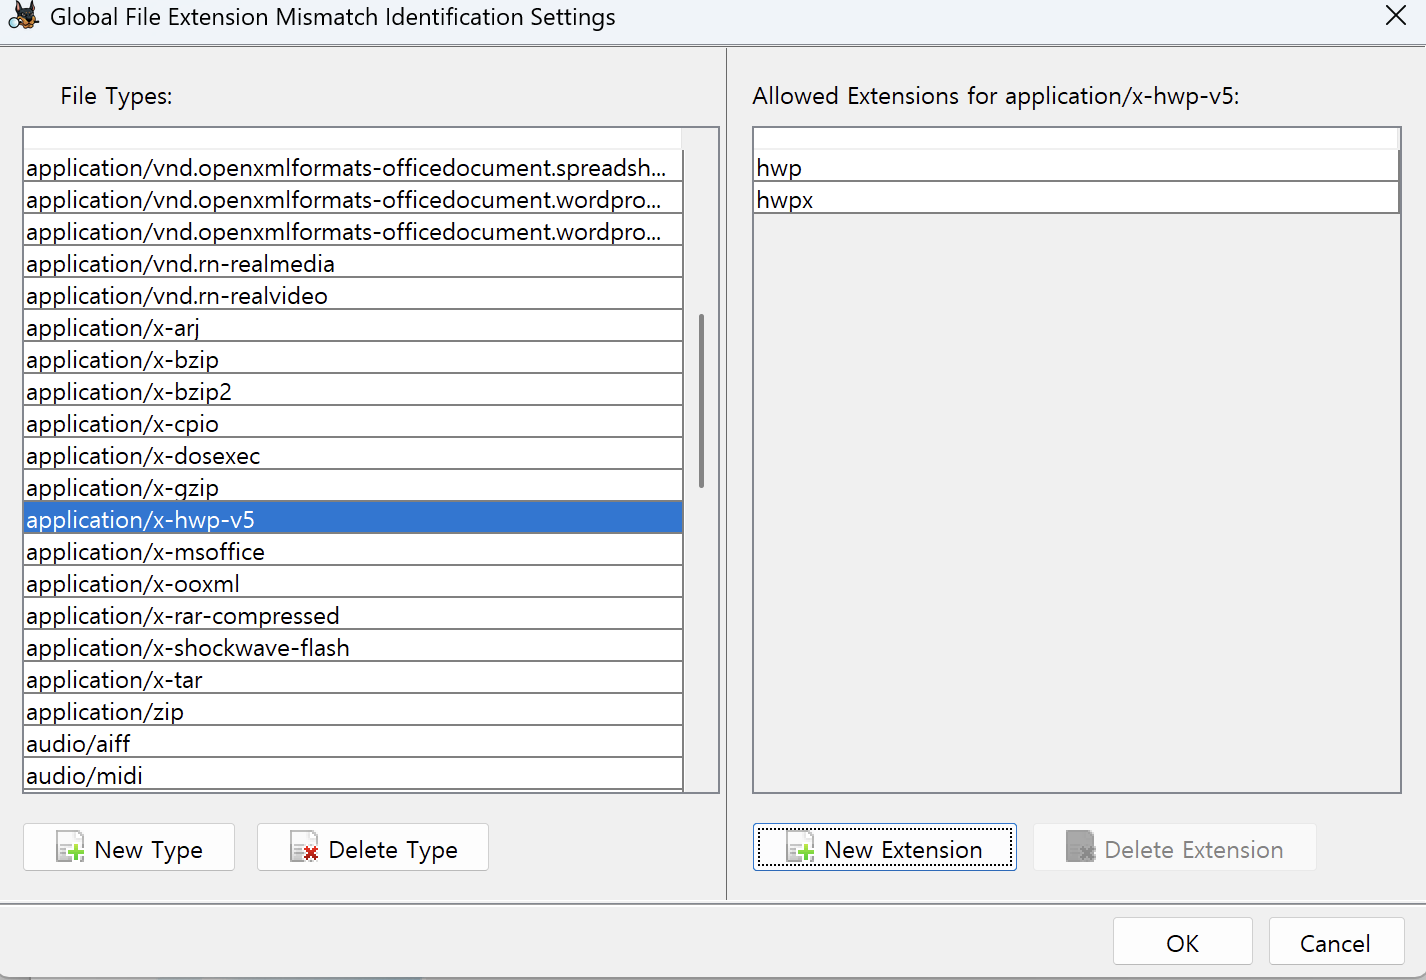 Global File Extension Mismatch Identification Settings
File Types:
application/vnd.openxmlformats-officedocument.spreadsh...
application/vnd.openxmlformats-officedocument.wordpro...
application/vnd.openxmlformats-officedocument.wordpro...
application/vnd.rn-realmedia
application/vnd.rn-realvideo
application/x-arj
application/x-bzip
application/x-bzip2
application/x-cpio
application/x-dosexec
application/x-gzip
application/x-hwp-v5
application/x-msoffice
application/x-ooxml
application/x-rar-compressed
application/x-shockwave-flash
application/x-tar
application/zip
audio/aiff
audio/midi
New Type
Delete Type
Allowed Extensions for application/x-hwp-v5:
hwp
hwpx
New Extension
Delete Extension
OK
Cancel